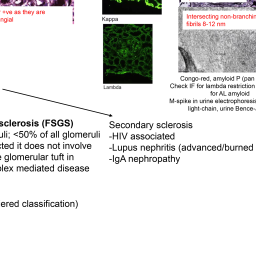 +ve as they are
ngial
Kappa
Lambda
Intersecting non-branchin
fibrils 8-12 nm
Congo-red, amyloid P (pan
Check IF for lambda restriction
for AL amyloid
M-spike in urine electrophoresis
light-chain, urine Bence-
sclerosis (FSGS)
uli; <50% of all glomeruli
cted it does not involve
e glomerular tuft in
plex mediated disease
ered classification)
Secondary sclerosis
-HIV associated
-Lupus nephritis (advanced/burned
-IgA nephropathy